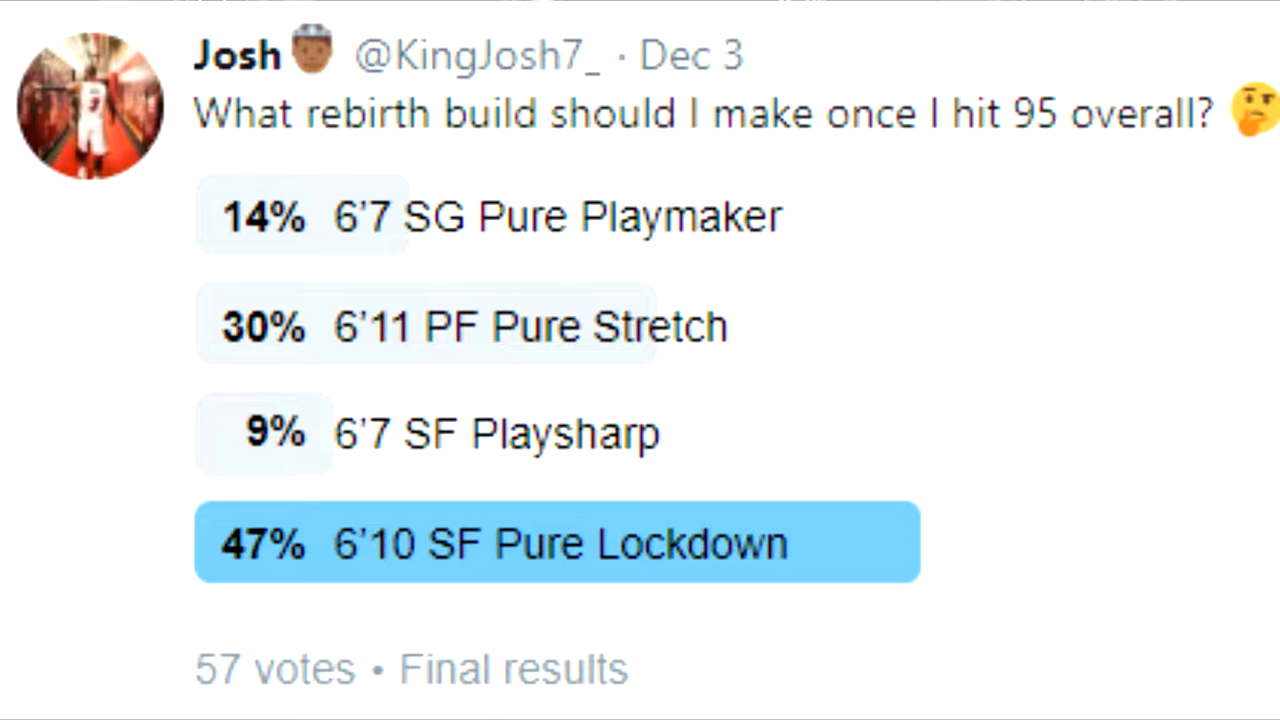 Josh @KingJosh7_ · Dec 3
What rebirth build should I make once I hit 95 overall? 🤔
14% 6'7 SG Pure Playmaker
30% 6'11 PF Pure Stretch
9% 6'7 SF Playsharp
47% 6'10 SF Pure Lockdown
57 votes • Final results